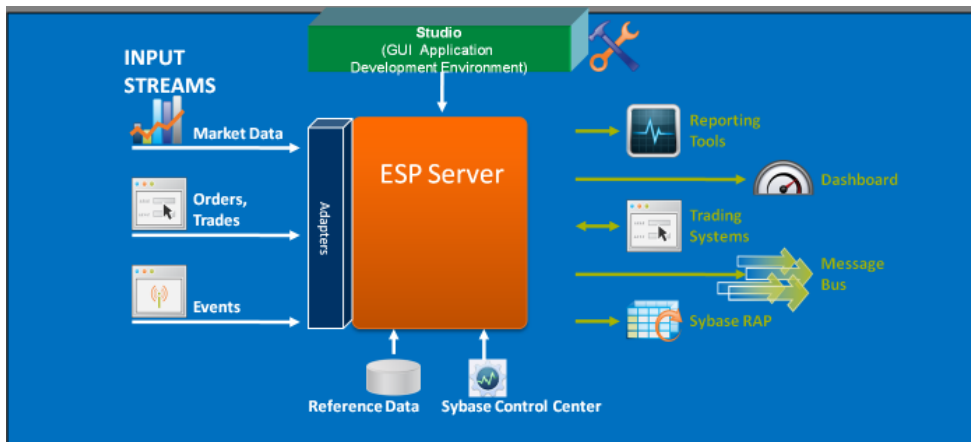 Studio
(GUI Application
Development Environment)
INPUT
STREAMS
Market Data
Orders,
Trades
Events
Adapters
ESP Server
Reporting
Tools
Dashboard
Trading
Systems
Message
Bus
Sybase RAP
Reference Data
Sybase Control Center